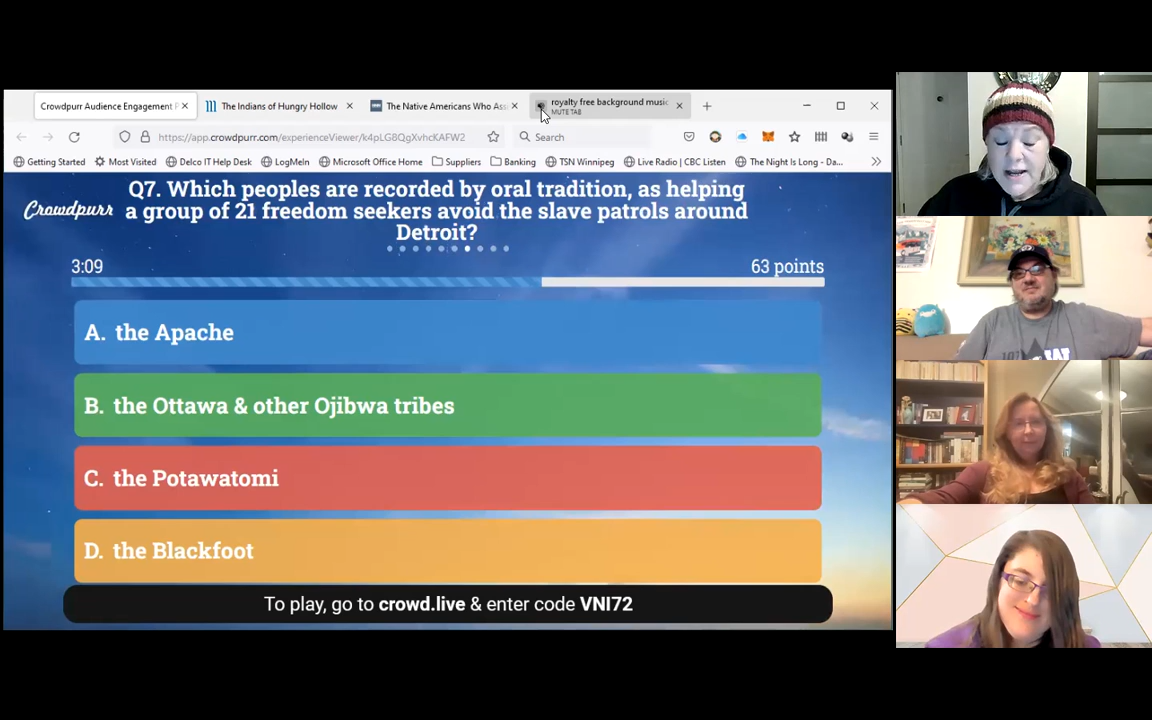 Crowdpurr Audience Engagement P
The Indians of Hungry Hollow
The Native Americans Who Ass
royalty free background music
MUTE TAB
https://app.crowdpurr.com/experienceViewer/k4pLG8QgXvhcKAFW2
Search
Getting Started
Most Visited
Delco IT Help Desk
LogMeIn
Microsoft Office Home
Suppliers
Banking
TSN Winnipeg
Live Radio | CBC Listen
The Night Is Long - Da...
Crowdpurr
Q7. Which peoples are recorded by oral tradition, as helping
a group of 21 freedom seekers avoid the slave patrols around
Detroit?
3:09
63 points
A. the Apache
B. the Ottawa & other Ojibwa tribes
C. the Potawatomi
D. the Blackfoot
To play, go to crowd.live & enter code VNI72